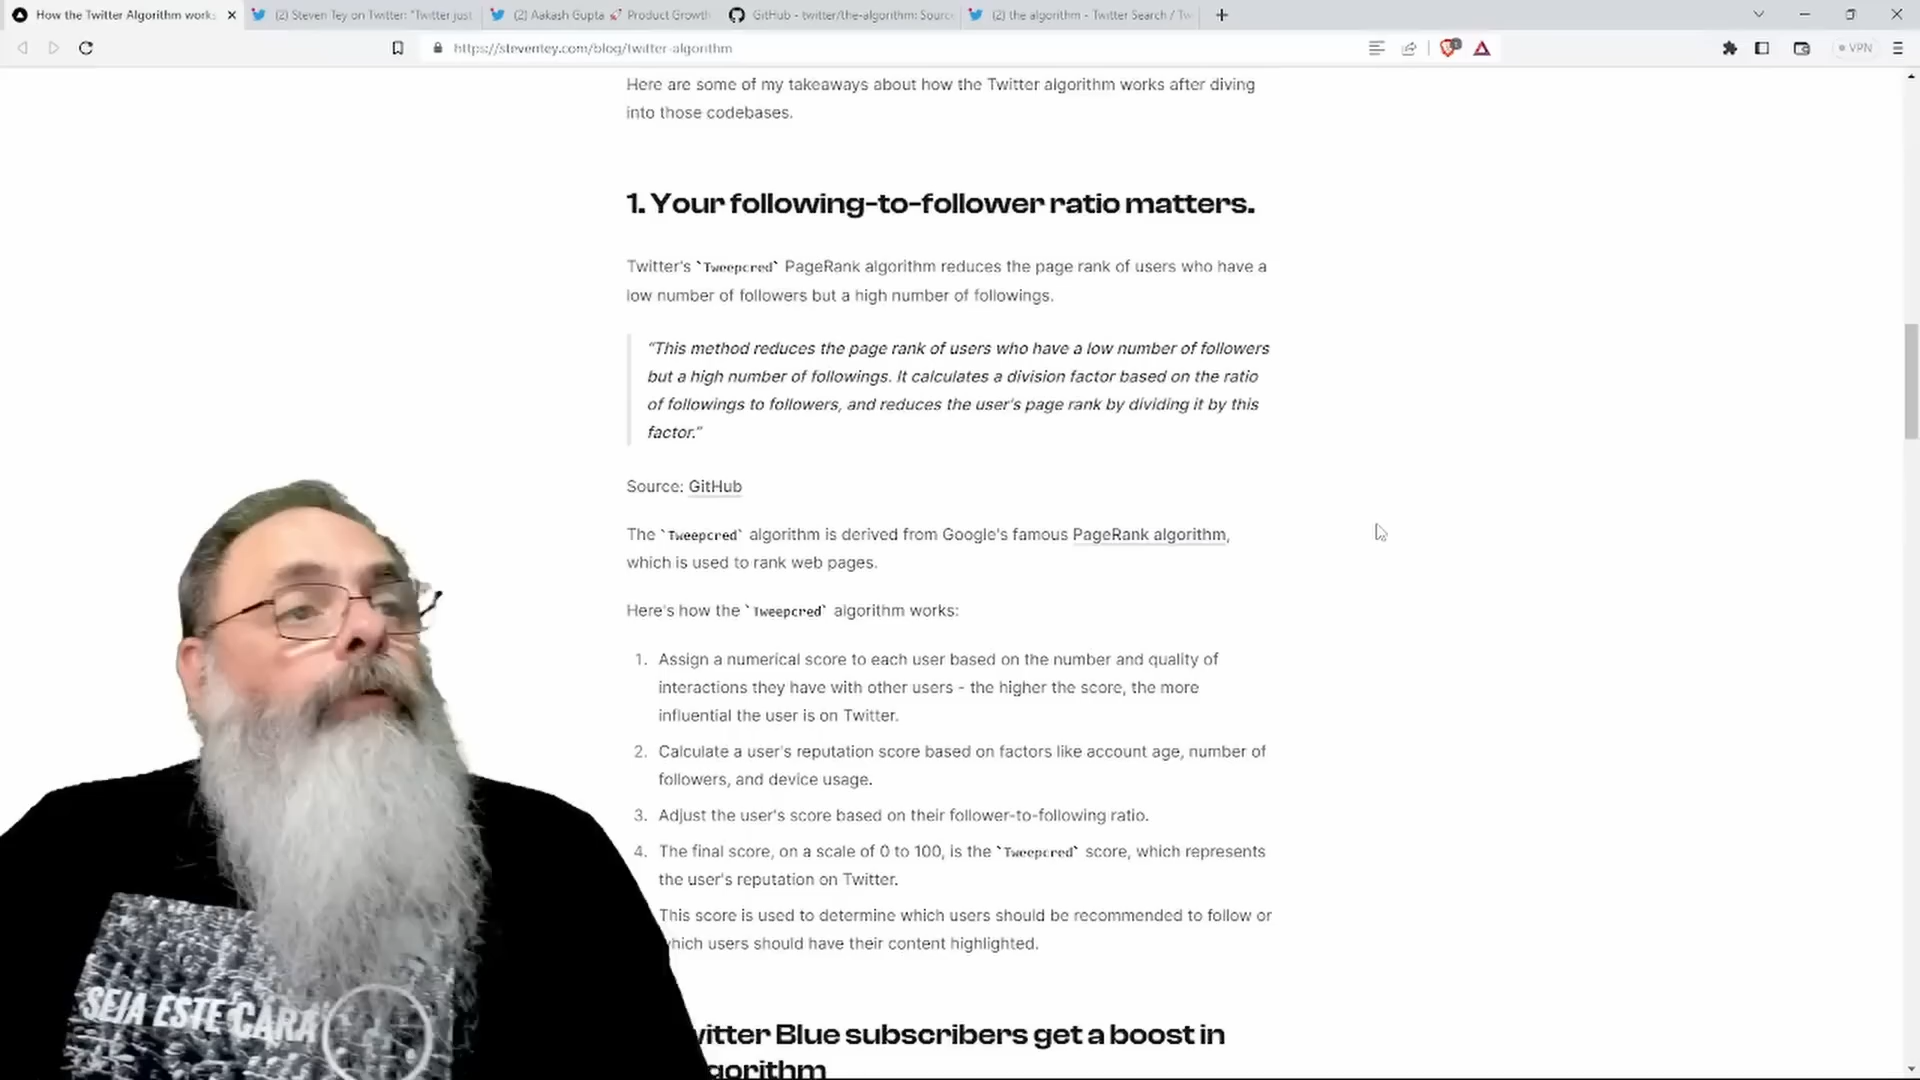 How the Twitter Algorithm works
(2) Steven Tey on Twitter: "Twitter just
(2) Aakash Gupta 🚀 Product Growth
GitHub - twitter/the-algorithm: Source
(2) the algorithm - Twitter Search / Tw
https://steventey.com/blog/twitter-algorithm
VPN
Here are some of my takeaways about how the Twitter algorithm works after diving
into those codebases.
1. Your following-to-follower ratio matters.
Twitter's `Tweepcred` PageRank algorithm reduces the page rank of users who have a
low number of followers but a high number of followings.
"This method reduces the page rank of users who have a low number of followers
but a high number of followings. It calculates a division factor based on the ratio
of followings to followers, and reduces the user's page rank by dividing it by this
factor."
Source: GitHub
The `Tweepcred` algorithm is derived from Google's famous PageRank algorithm,
which is used to rank web pages.
Here's how the `Tweepcred` algorithm works:
1. Assign a numerical score to each user based on the number and quality of
interactions they have with other users - the higher the score, the more
influential the user is on Twitter.
2. Calculate a user's reputation score based on factors like account age, number of
followers, and device usage.
3. Adjust the user's score based on their follower-to-following ratio.
4. The final score, on a scale of 0 to 100, is the `Tweepcred` score, which represents
the user's reputation on Twitter.
This score is used to determine which users should be recommended to follow or
which users should have their content highlighted.
witter Blue subscribers get a boost in
gorithm
SEJA ESTE CARA